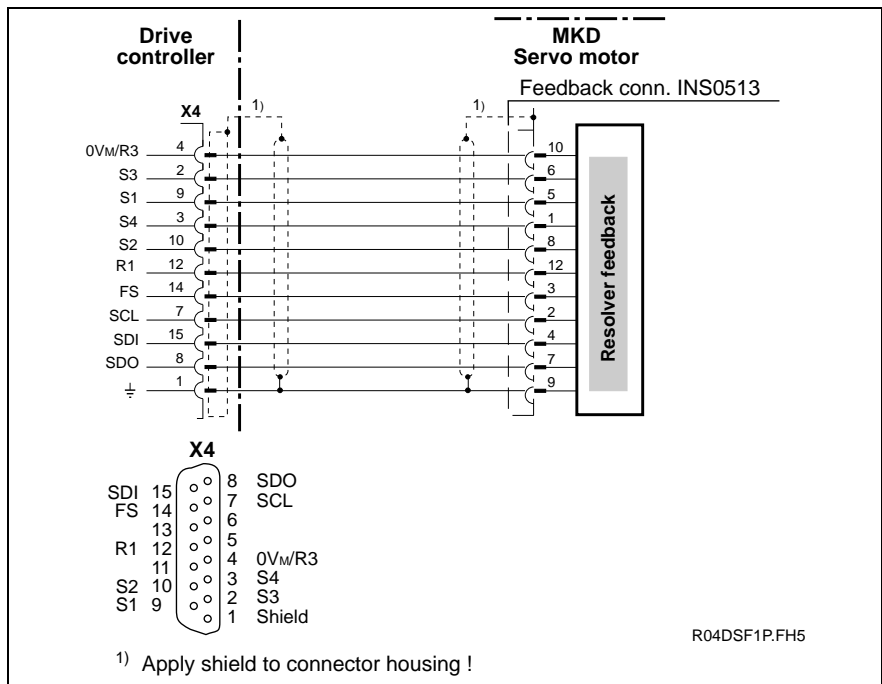 Drive
controller
MKD
Servo motor
Feedback conn. INS0513
X4
1)
1)
0VM/R3 4 10
S3 2 6
S1 9 5
S4 3 1
S2 10 8
R1 12 12
FS 14 3
SCL 7 2
SDI 15 4
SDO 8 7
⏚ 1 9
Resolver feedback
X4
8 SDO
SDI 15
7 SCL
FS 14
6
13
5
R1 12
4 0VM/R3
11
3 S4
S2 10
2 S3
S1 9
1 Shield
R04DSF1P.FH5
1) Apply shield to connector housing !